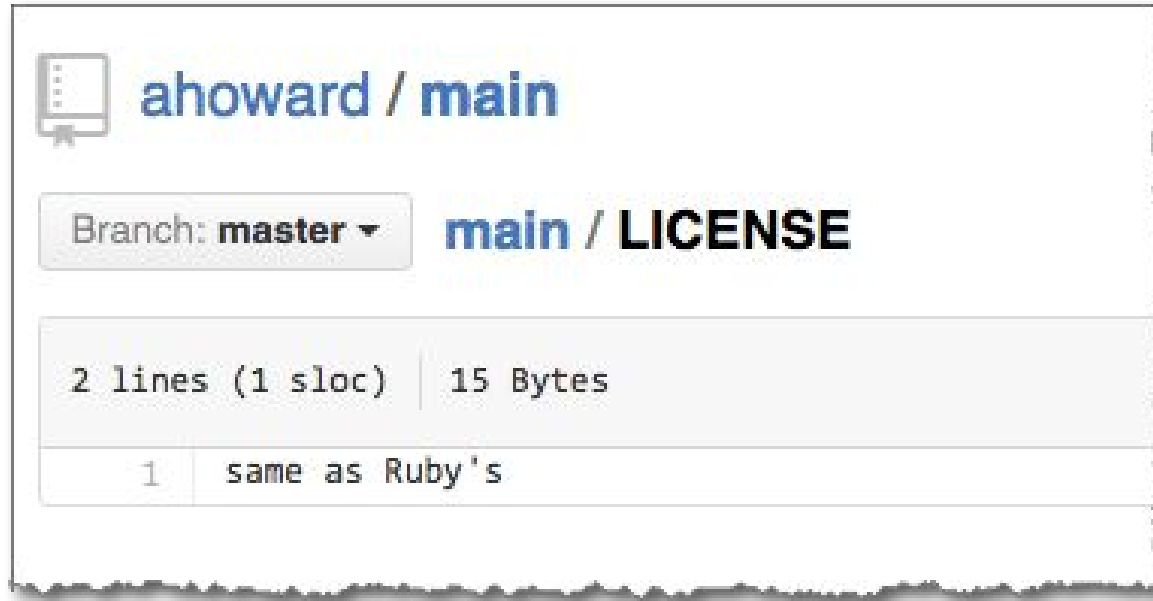 ahoward / main
Branch: master main / LICENSE
2 lines (1 sloc) 15 Bytes
1 same as Ruby's